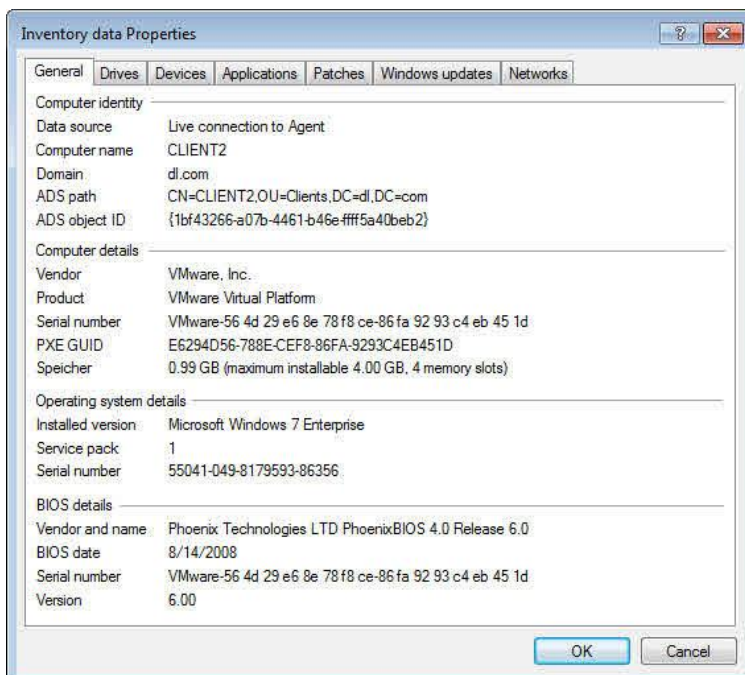 Inventory data Properties
General Drives Devices Applications Patches Windows updates Networks
Computer identity
Data source Live connection to Agent
Computer name CLIENT2
Domain dl.com
ADS path CN=CLIENT2,OU=Clients,DC=dl,DC=com
ADS object ID {1bf43266-a07b-4461-b46e-ffff5a40beb2}
Computer details
Vendor VMware, Inc.
Product VMware Virtual Platform
Serial number VMware-56 4d 29 e6 8e 78 f8 ce-86 fa 92 93 c4 eb 45 1d
PXE GUID E6294D56-788E-CEF8-86FA-9293C4EB451D
Speicher 0.99 GB (maximum installable 4.00 GB, 4 memory slots)
Operating system details
Installed version Microsoft Windows 7 Enterprise
Service pack 1
Serial number 55041-049-8179593-86356
BIOS details
Vendor and name Phoenix Technologies LTD PhoenixBIOS 4.0 Release 6.0
BIOS date 8/14/2008
Serial number VMware-56 4d 29 e6 8e 78 f8 ce-86 fa 92 93 c4 eb 45 1d
Version 6.00
OK Cancel